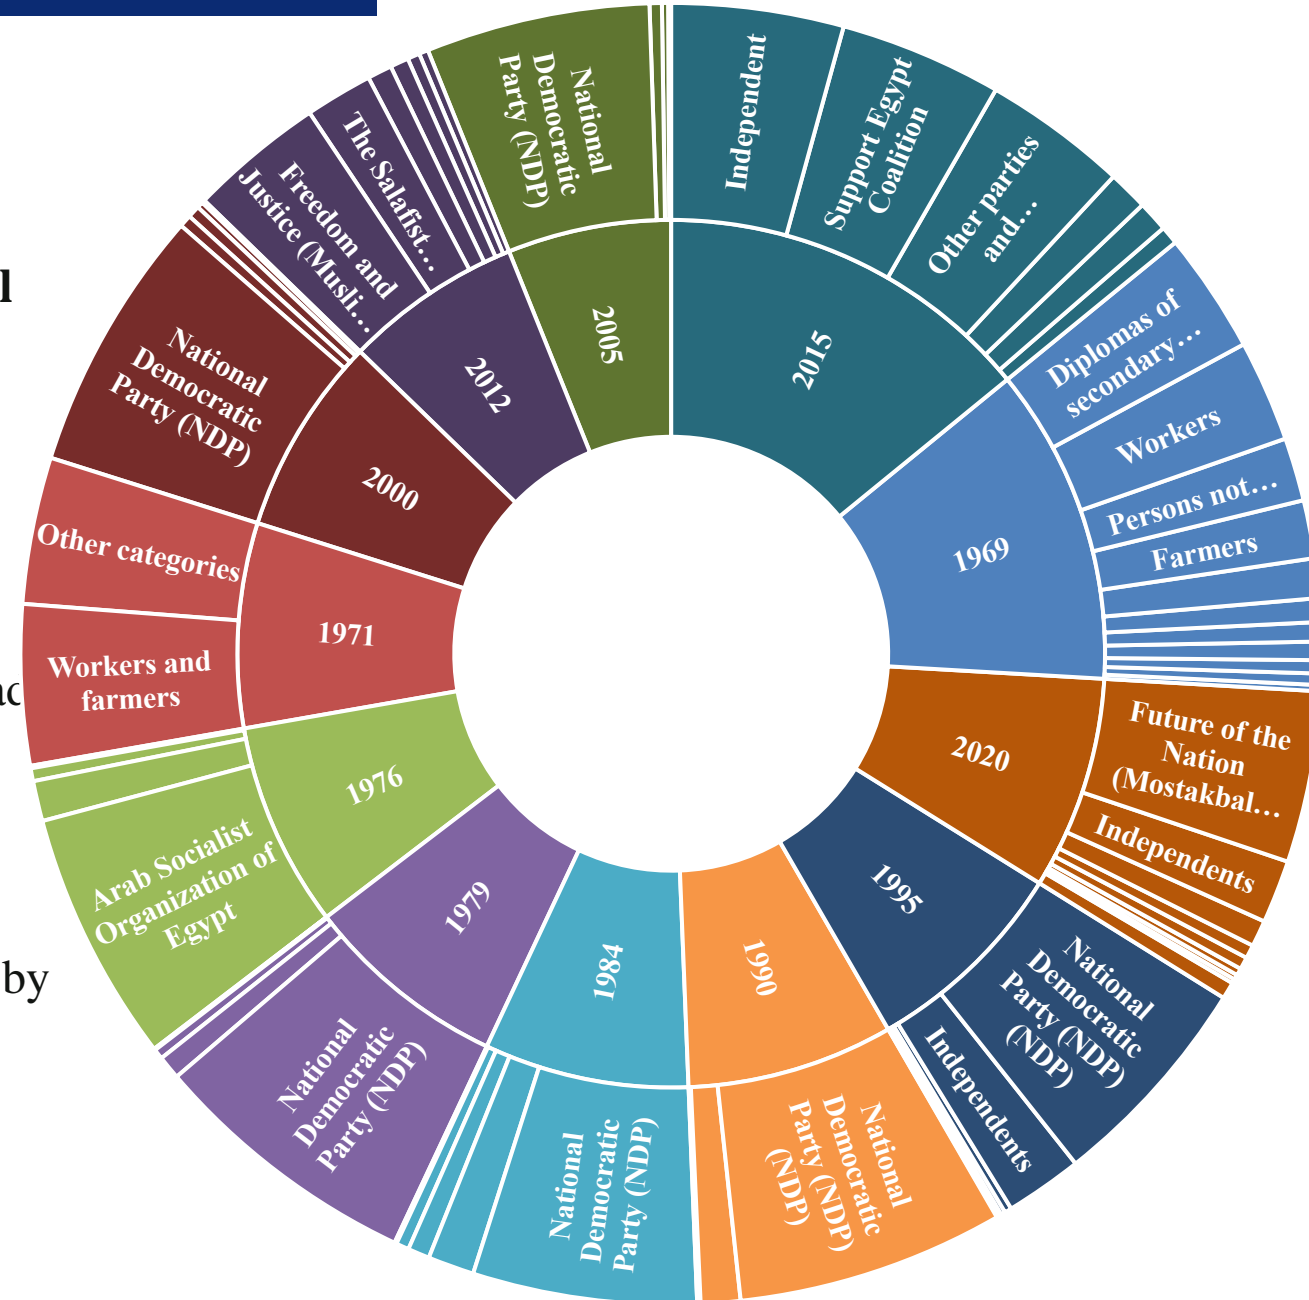 l
ac
by
2015
Independent
Support Egypt
Coalition
Other parties
and...
1969
Diplomas of
secondary...
Workers
Persons not...
Farmers
2020
Future of the
Nation
(Mostakbal...
Independents
1995
National
Democratic
Party (NDP)
(NDP)
Independents
1990
National
Democratic
Party (NDP)
(NDP)
1984
National
Democratic
Party (NDP)
1979
National
Democratic
Party (NDP)
1976
Arab Socialist
Organization of
Egypt
1971
Workers and
farmers
Other categories
2000
National
Democratic
Party (NDP)
2012
Freedom and
Justice (Musli...
The Salafist...
2005
National
Democratic
Party (NDP)